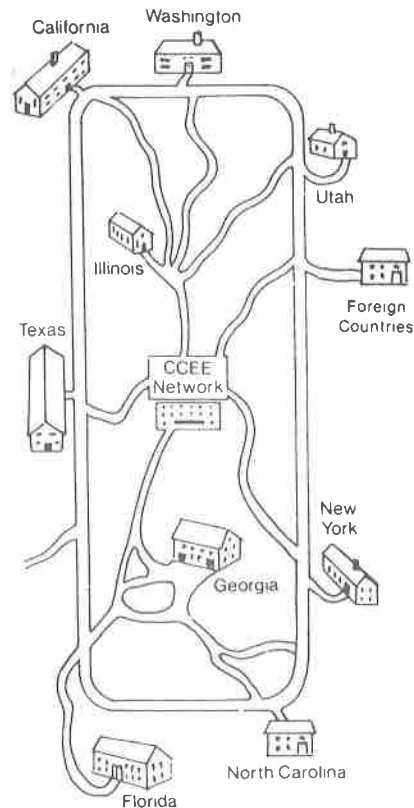 Washington
California
Utah
Illinois
Foreign
Countries
Texas
CCEE
Network
New
York
Georgia
North Carolina
Florida